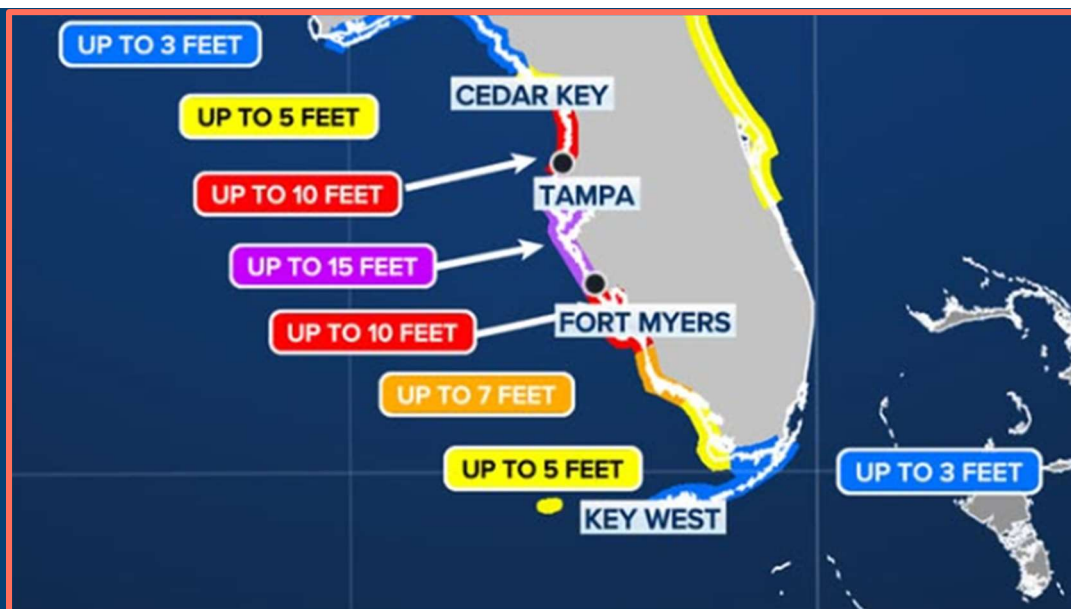 UP TO 3 FEET
CEDAR KEY
UP TO 5 FEET
UP TO 10 FEET
TAMPA
UP TO 15 FEET
UP TO 10 FEET
FORT MYERS
UP TO 7 FEET
UP TO 5 FEET
UP TO 3 FEET
KEY WEST